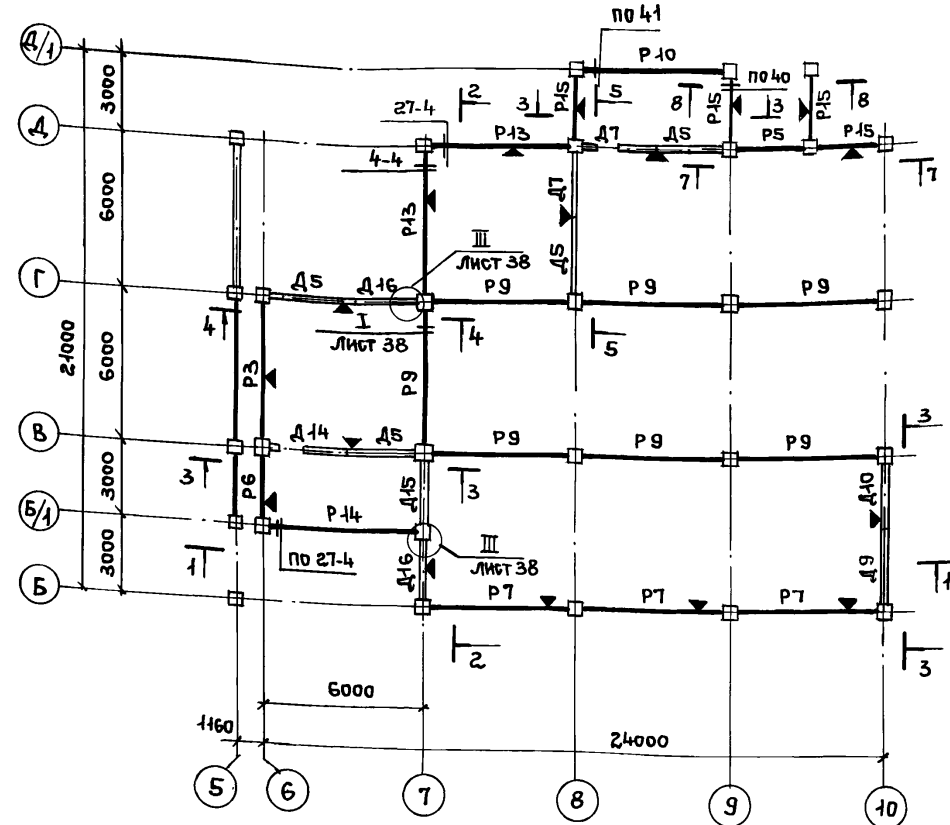 ПО 41
Д/1
Р10
ПО 40
3000
2
3
Р15
5
8
Р15
3
Р15
8
27-4
Д
Р13
Д7
Д5
Р5
Р15
4-4
7
7
6000
Р13
Д7
Д5
III
ЛИСТ 38
Г
Д5
Д16
Р9
Р9
Р9
4
I
ЛИСТ 38
4
5
21000
6000
Р3
Р9
В
Д14
Д5
Р9
Р9
Р9
3
3
3
3000
Р6
Д15
Д10
Б/1
Р14
III
ЛИСТ 38
1
ПО 27-4
3000
Д16
Д9
1
Б
Р7
Р7
Р7
2
3
6000
1160
24000
5
6
7
8
9
10